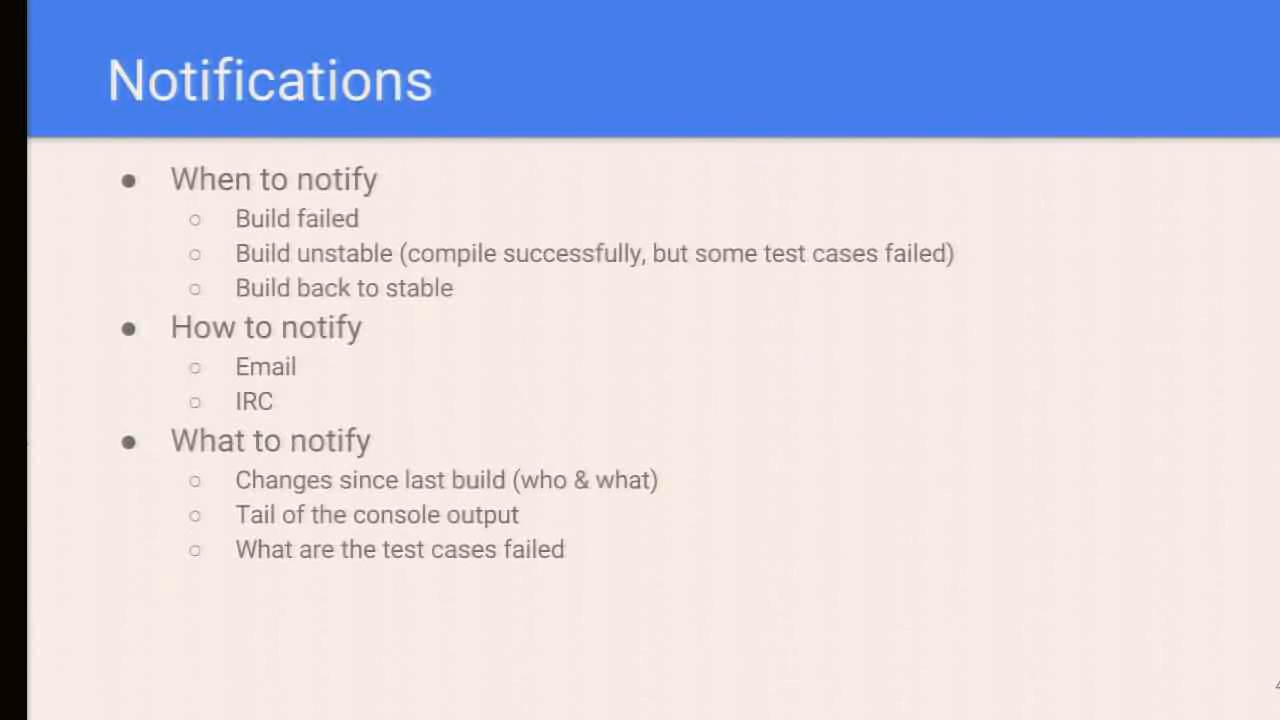 Notifications
● When to notify
○ Build failed
○ Build unstable (compile successfully, but some test cases failed)
○ Build back to stable
● How to notify
○ Email
○ IRC
● What to notify
○ Changes since last build (who & what)
○ Tail of the console output
○ What are the test cases failed